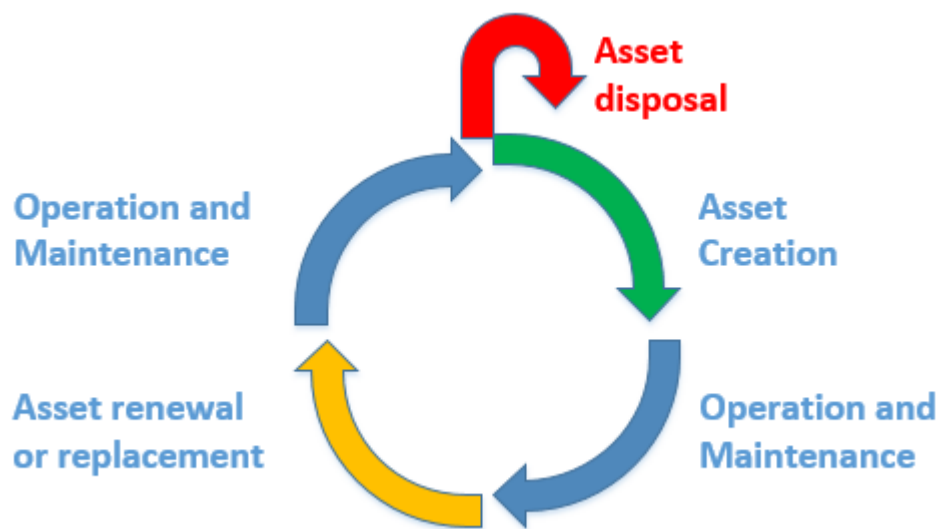 Asset
disposal
Asset
Creation
Operation and
Maintenance
Asset renewal
or replacement
Operation and
Maintenance